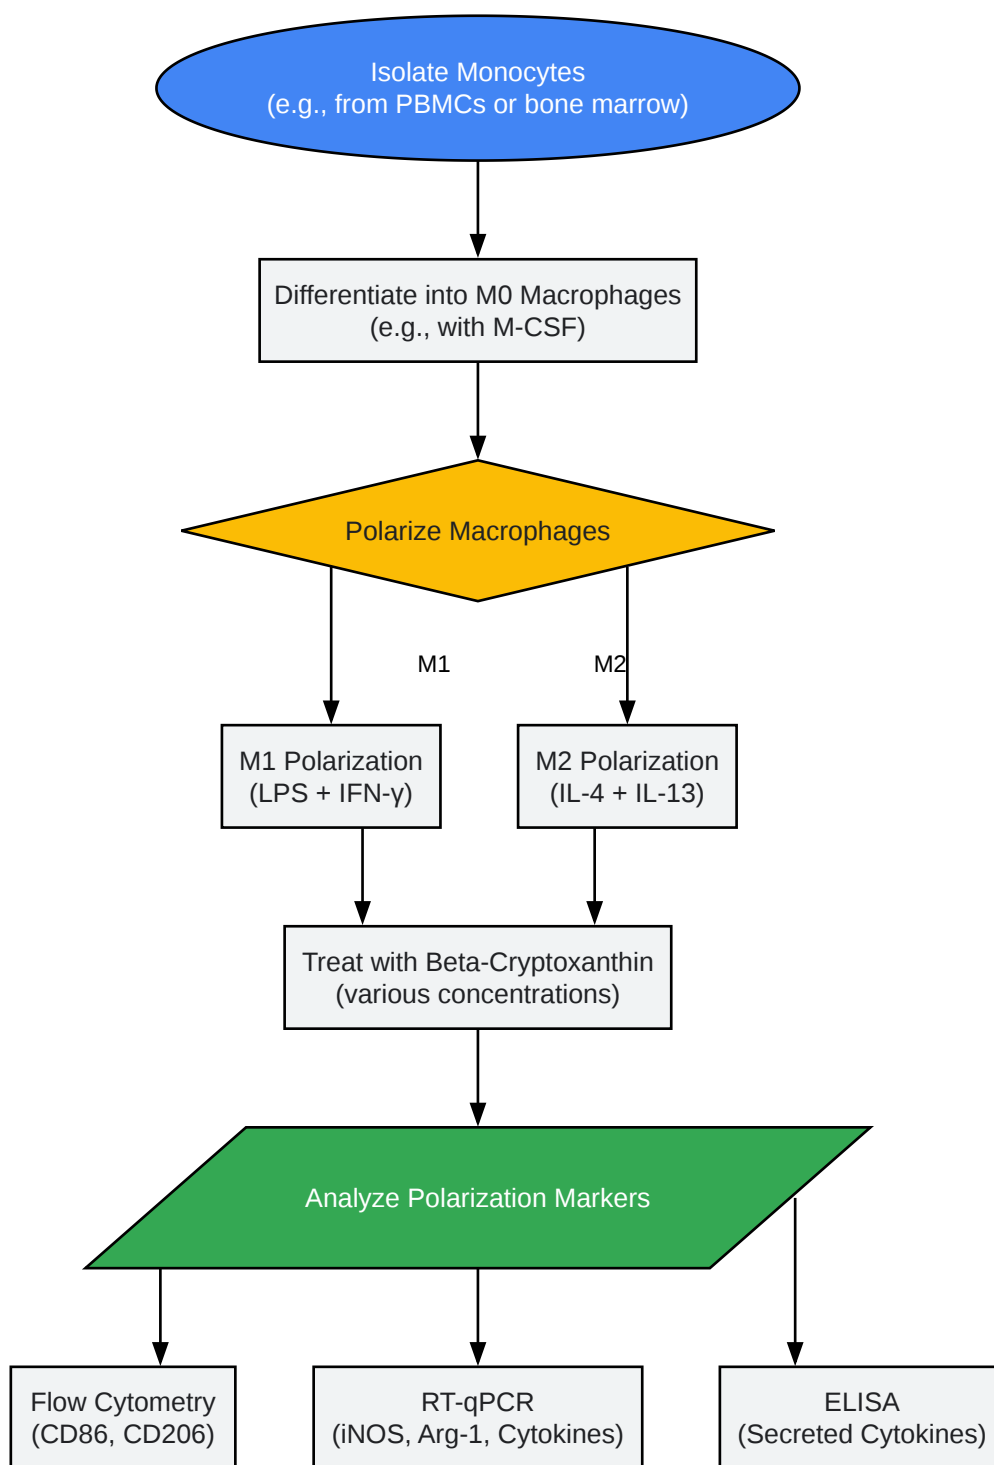 Isolate Monocytes
(e.g., from PBMCs or bone marrow)
Differentiate into M0 Macrophages
(e.g., with M-CSF)
Polarize Macrophages
M1
M2
M1 Polarization
(LPS + IFN-γ)
M2 Polarization
(IL-4 + IL-13)
Treat with Beta-Cryptoxanthin
(various concentrations)
Analyze Polarization Markers
Flow Cytometry
(CD86, CD206)
RT-qPCR
(iNOS, Arg-1, Cytokines)
ELISA
(Secreted Cytokines)